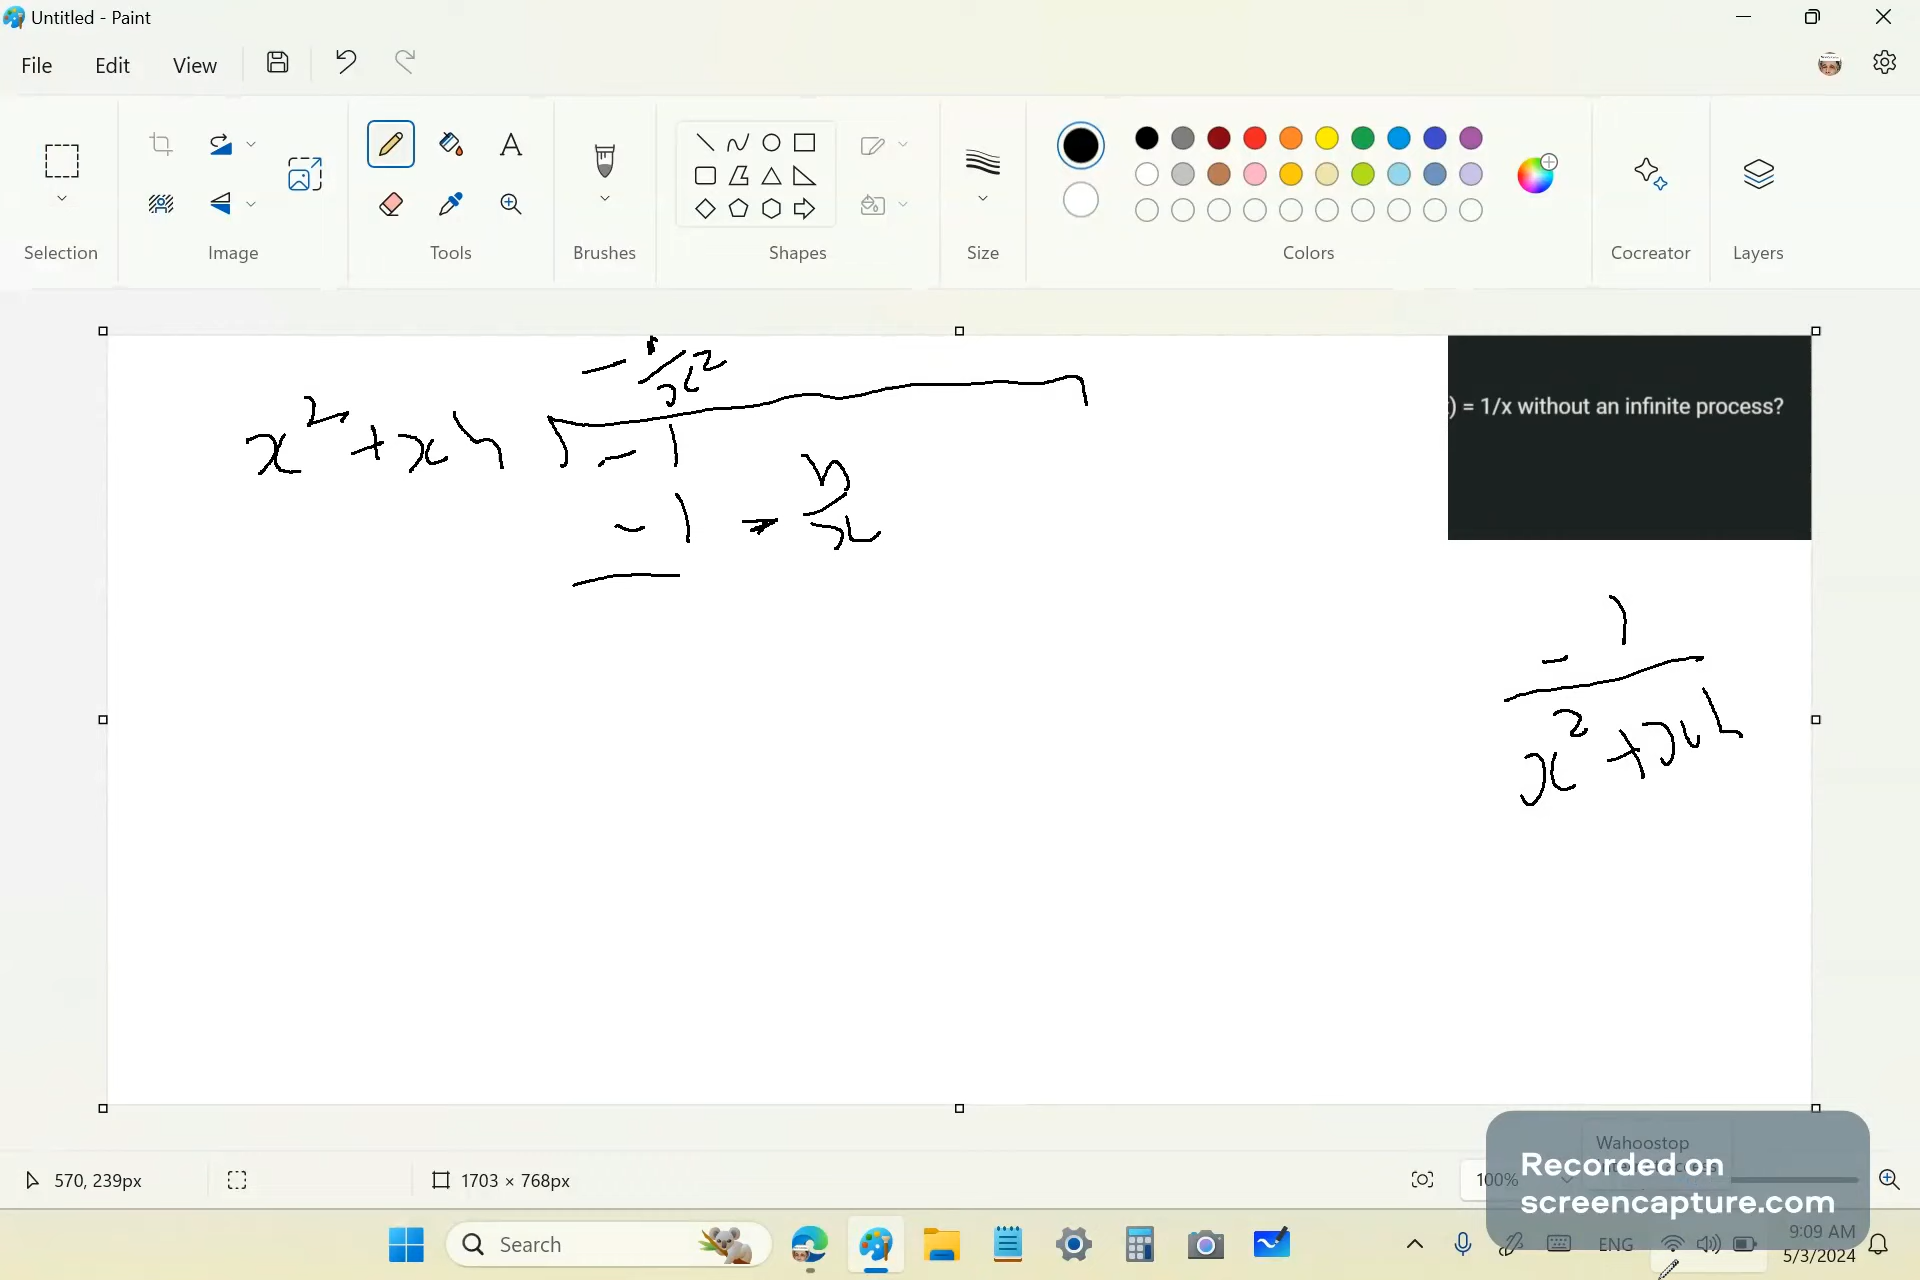 Untitled - Paint
File Edit View
Selection Image Tools Brushes Shapes Size Colors Cocreator Layers
) = 1/x without an infinite process?
- 1/x²
x² + xh
- 1
- 1 - h/x
- 1
x² + xh
570, 239px
1703 × 768px
100%
Wahoostop
Recorded on
screencapture.com
Search
ENG
9:09 AM
5/3/2024